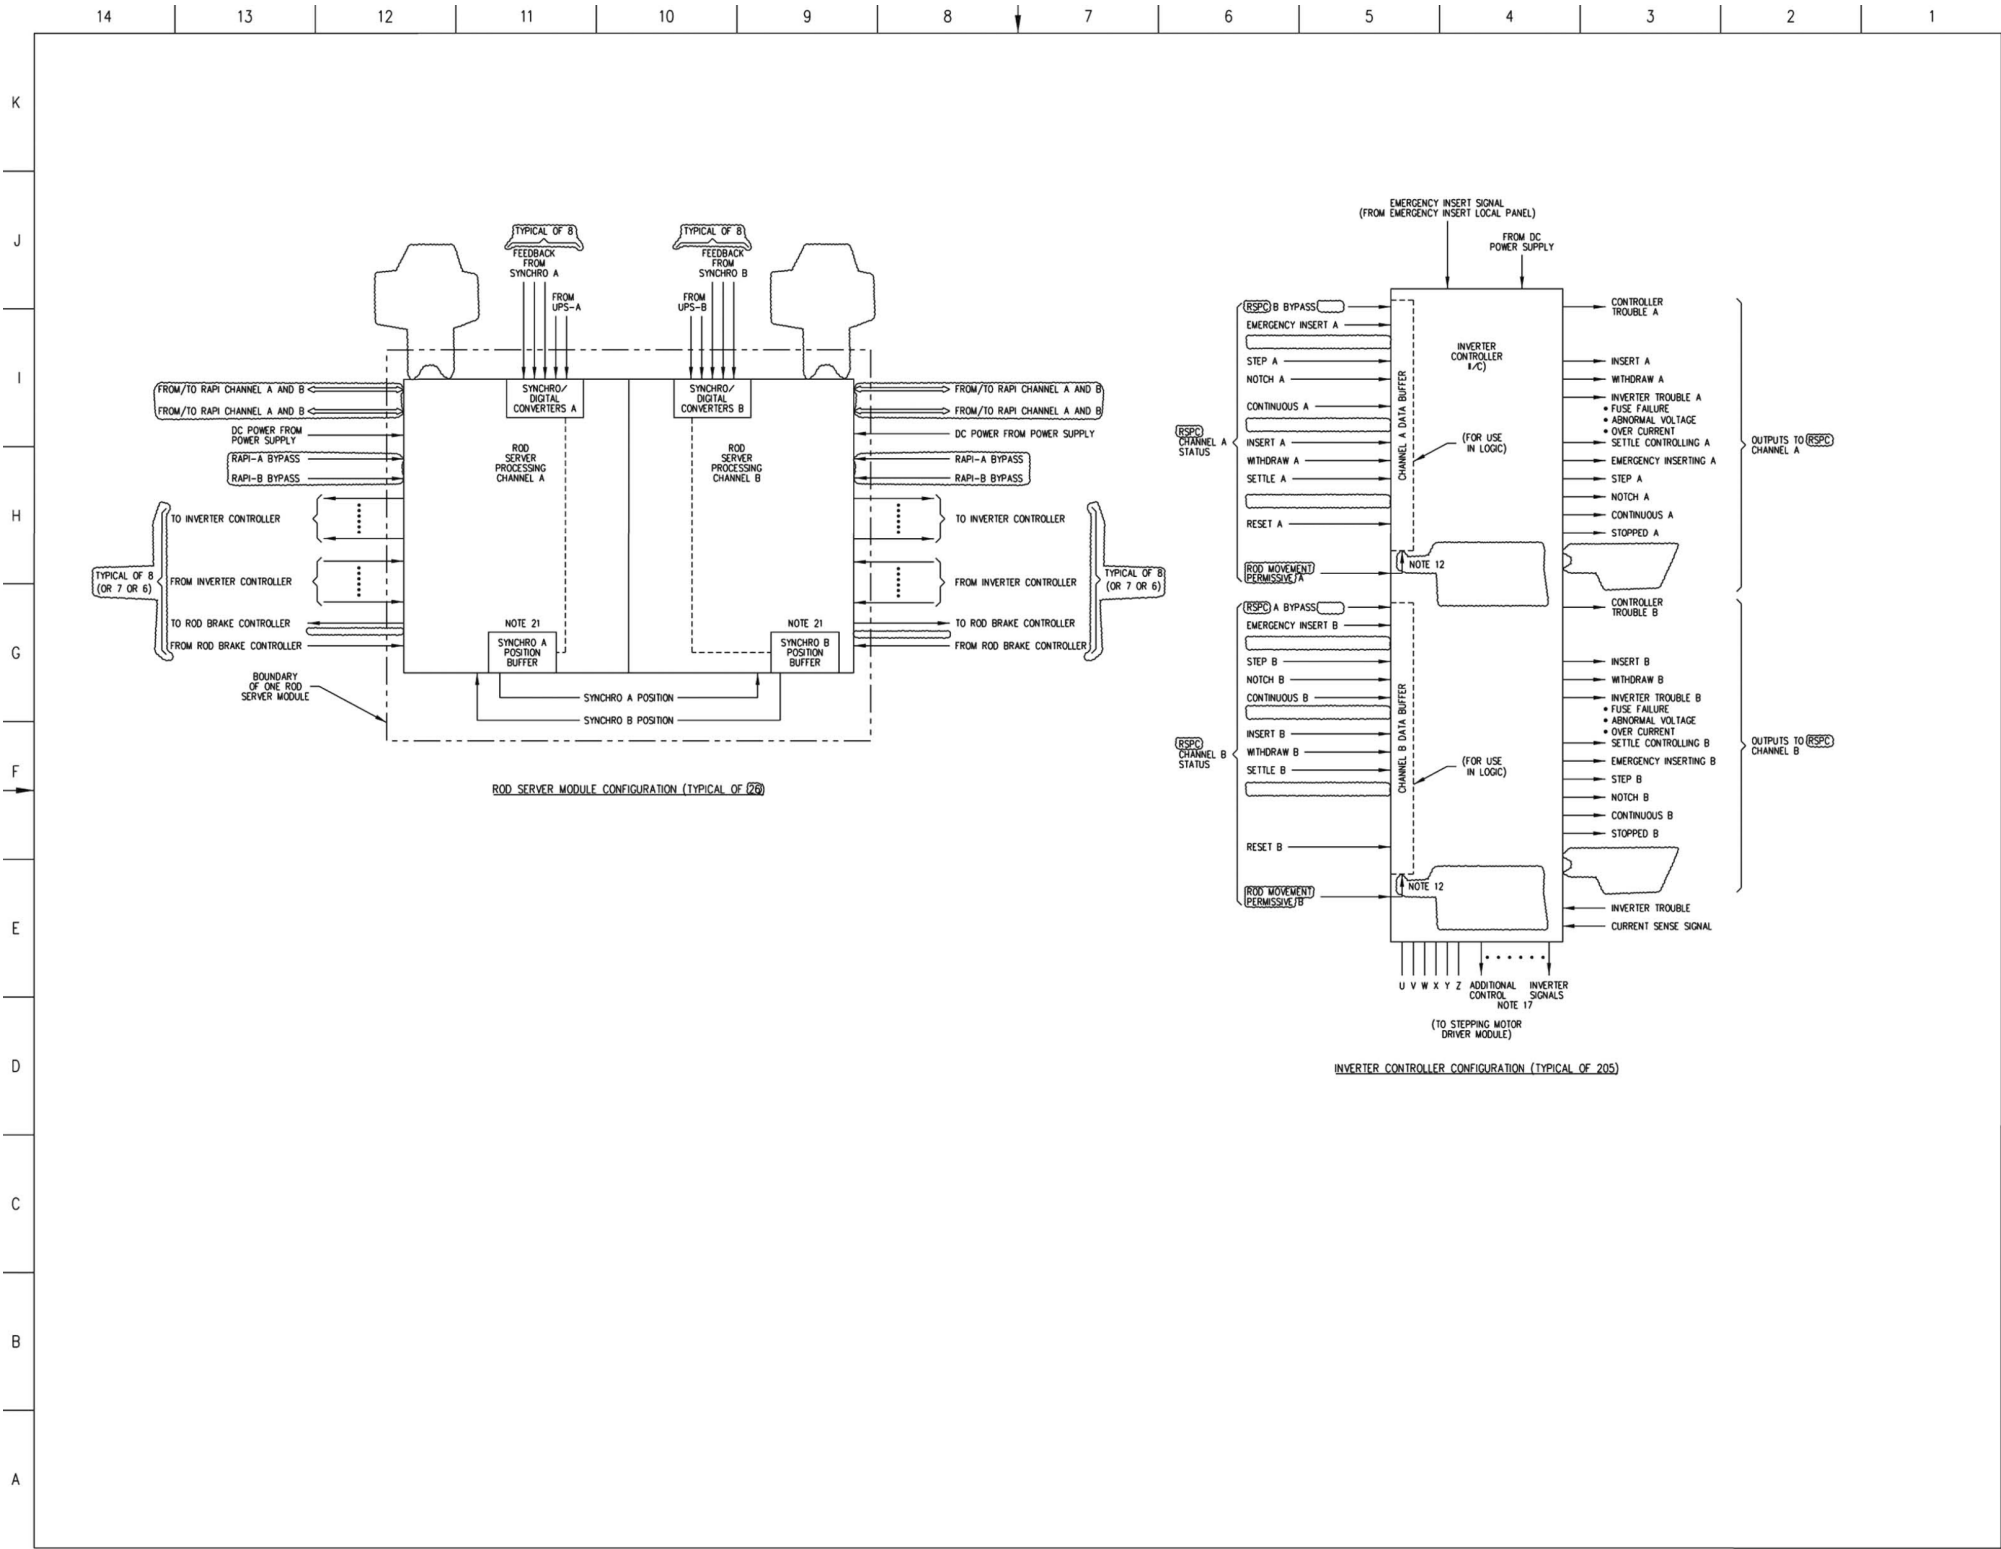 14 13 12 11 10 9 8 7 6 5 4 3 2 1
K
J
I
H
G
F
E
D
C
B
A
TYPICAL OF 8
FEEDBACK
FROM
SYNCHRO A
FROM
UPS-A
TYPICAL OF 8
FEEDBACK
FROM
SYNCHRO B
FROM
UPS-B
FROM/TO RAPI CHANNEL A AND B
FROM/TO RAPI CHANNEL A AND B
DC POWER FROM
POWER SUPPLY
RAPI-A BYPASS
RAPI-B BYPASS
TO INVERTER CONTROLLER
TYPICAL OF 8
(OR 7 OR 6)
FROM INVERTER CONTROLLER
TO ROD BRAKE CONTROLLER
FROM ROD BRAKE CONTROLLER
BOUNDARY
OF ONE ROD
SERVER MODULE
SYNCHRO/
DIGITAL
CONVERTERS A
ROD
SERVER
PROCESSING
CHANNEL A
NOTE 21
SYNCHRO A
POSITION
BUFFER
SYNCHRO/
DIGITAL
CONVERTERS B
ROD
SERVER
PROCESSING
CHANNEL B
NOTE 21
SYNCHRO B
POSITION
BUFFER
SYNCHRO A POSITION
SYNCHRO B POSITION
FROM/TO RAPI CHANNEL A AND B
FROM/TO RAPI CHANNEL A AND B
DC POWER FROM POWER SUPPLY
RAPI-A BYPASS
RAPI-B BYPASS
TO INVERTER CONTROLLER
FROM INVERTER CONTROLLER
TYPICAL OF 8
(OR 7 OR 6)
TO ROD BRAKE CONTROLLER
FROM ROD BRAKE CONTROLLER
ROD SERVER MODULE CONFIGURATION (TYPICAL OF 26)
EMERGENCY INSERT SIGNAL
(FROM EMERGENCY INSERT LOCAL PANEL)
FROM DC
POWER SUPPLY
RSPC
CHANNEL A
STATUS
RSPC B BYPASS
EMERGENCY INSERT A
STEP A
NOTCH A
CONTINUOUS A
INSERT A
WITHDRAW A
SETTLE A
RESET A
ROD MOVEMENT
PERMISSIVE A
CHANNEL A DATA BUFFER
INVERTER
CONTROLLER
I/C)
(FOR USE
IN LOGIC)
NOTE 12
CONTROLLER
TROUBLE A
INSERT A
WITHDRAW A
INVERTER TROUBLE A
• FUSE FAILURE
• ABNORMAL VOLTAGE
• OVER CURRENT
SETTLE CONTROLLING A
EMERGENCY INSERTING A
STEP A
NOTCH A
CONTINUOUS A
STOPPED A
OUTPUTS TO RSPC
CHANNEL A
RSPC
CHANNEL B
STATUS
RSPC A BYPASS
EMERGENCY INSERT B
STEP B
NOTCH B
CONTINUOUS B
INSERT B
WITHDRAW B
SETTLE B
RESET B
ROD MOVEMENT
PERMISSIVE B
CHANNEL B DATA BUFFER
(FOR USE
IN LOGIC)
NOTE 12
CONTROLLER
TROUBLE B
INSERT B
WITHDRAW B
INVERTER TROUBLE B
• FUSE FAILURE
• ABNORMAL VOLTAGE
• OVER CURRENT
SETTLE CONTROLLING B
EMERGENCY INSERTING B
STEP B
NOTCH B
CONTINUOUS B
STOPPED B
OUTPUTS TO RSPC
CHANNEL B
INVERTER TROUBLE
CURRENT SENSE SIGNAL
U V W X Y Z
ADDITIONAL INVERTER
CONTROL SIGNALS
NOTE 17
(TO STEPPING MOTOR
DRIVER MODULE)
INVERTER CONTROLLER CONFIGURATION (TYPICAL OF 205)